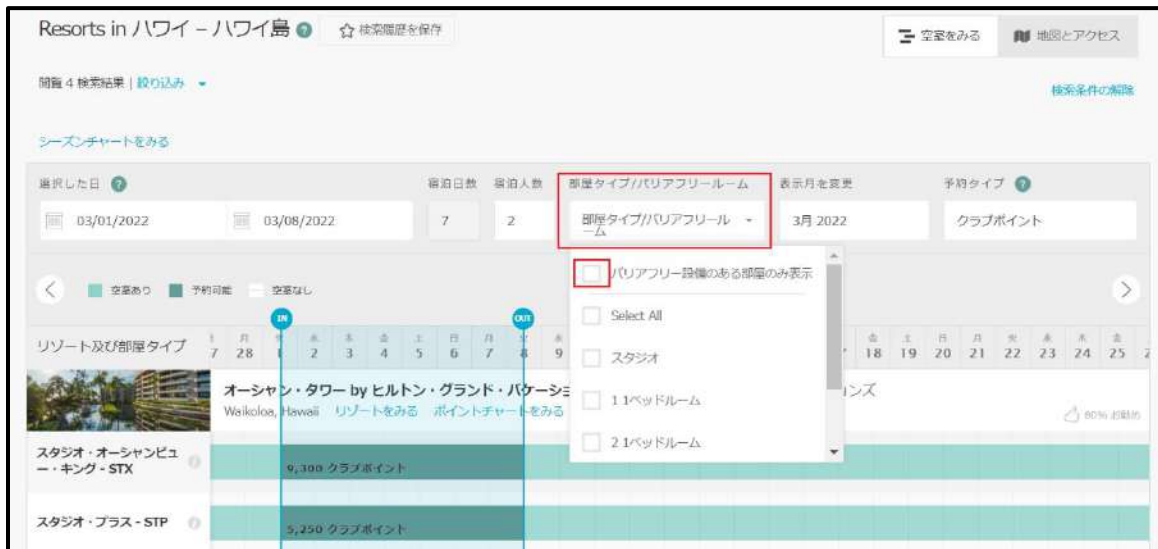 Resorts in ハワイ – ハワイ島 ? ☆ 検索履歴を保存
空室をみる 地図とアクセス
閲覧 4 検索結果 | 絞り込み
検索条件の解除
シーズンチャートをみる
選択した日 ? 宿泊日数 宿泊人数 部屋タイプ/バリアフリールーム 表示月を変更 予約タイプ ?
03/01/2022 03/08/2022 7 2 部屋タイプ/バリアフリール 3月 2022 クラブポイント
ーム
バリアフリー設備のある部屋のみ表示
空室あり 予約可能 空室なし
Select All
IN OUT
リゾート及び部屋タイプ
7 28 1 2 3 4 5 6 7 8 9 18 19 20 21 22 23 24 25
スタジオ
オーシャン・タワー by ヒルトン・グランド・バケーショ ンズ
Waikoloa, Hawaii リゾートをみる ポイントチャートをみる
80% お勧め
1 1ベッドルーム
2 1ベッドルーム
スタジオ・オーシャンビュ
ー・キング - STX
9,300 クラブポイント
スタジオ・プラス - STP
5,250 クラブポイント